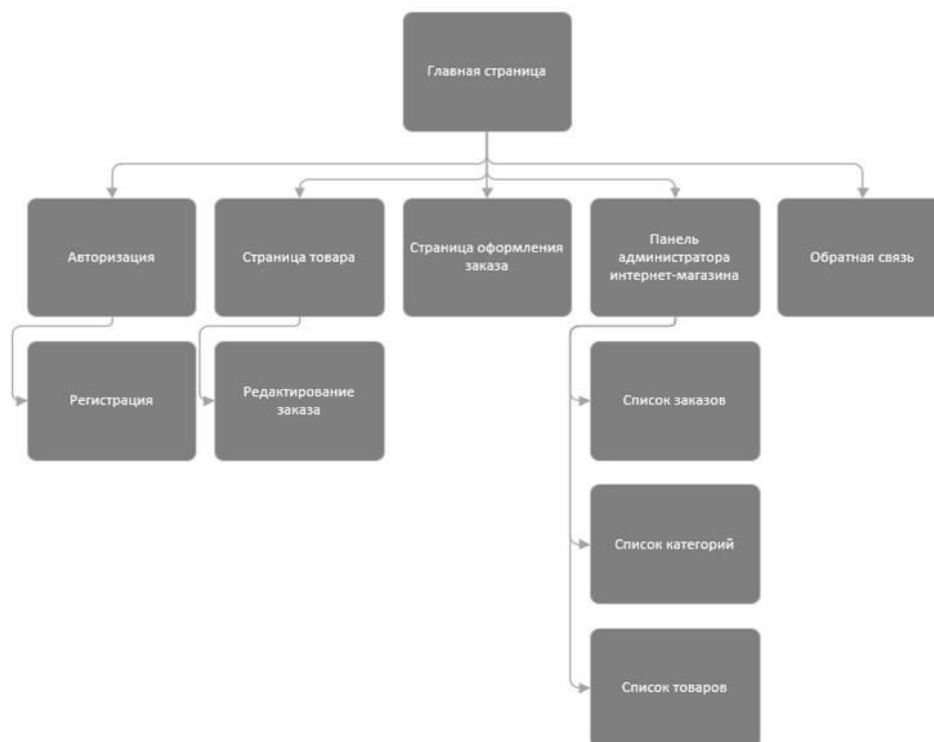 Главная страница
Авторизация
Страница товара
Страница оформления
заказа
Панель
администратора
интернет-магазина
Обратная связь
Регистрация
Редактирование
заказа
Список заказов
Список категорий
Список товаров